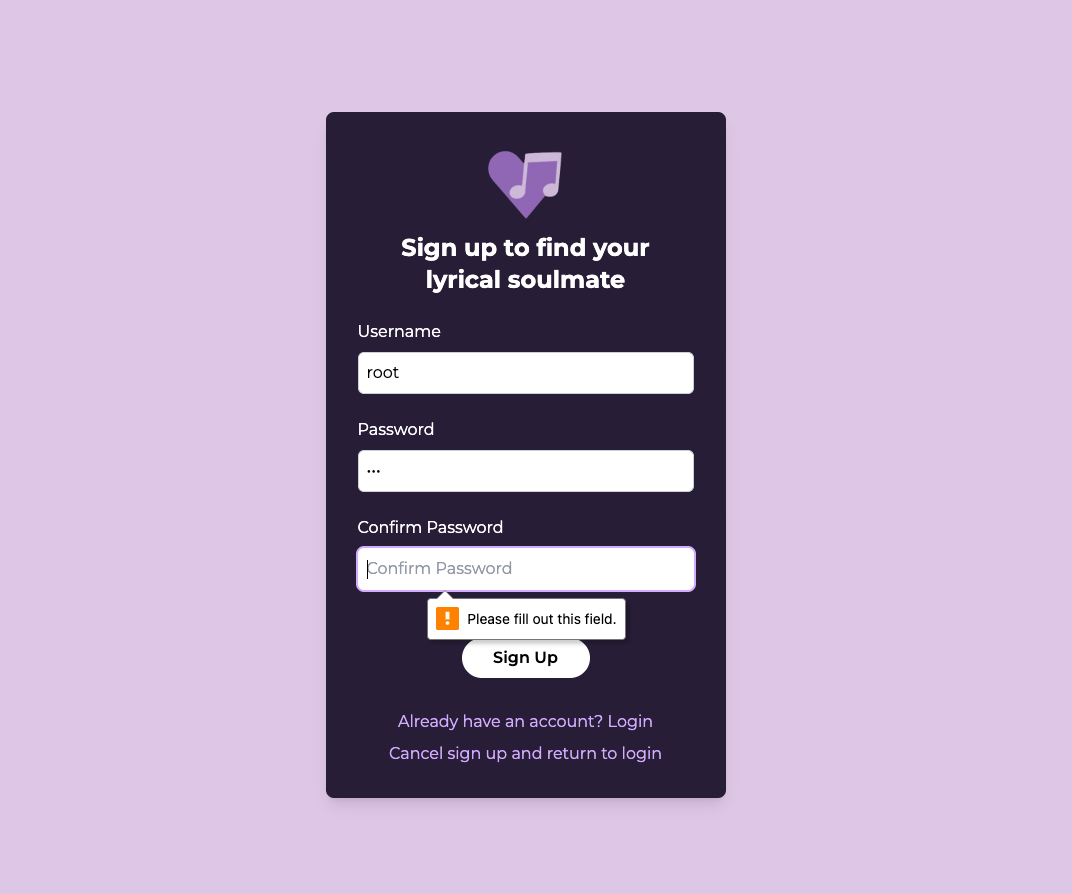 Sign up to find your
lyrical soulmate
Username
root
Password
•••
Confirm Password
Confirm Password
Please fill out this field.
Sign Up
Already have an account? Login
Cancel sign up and return to login